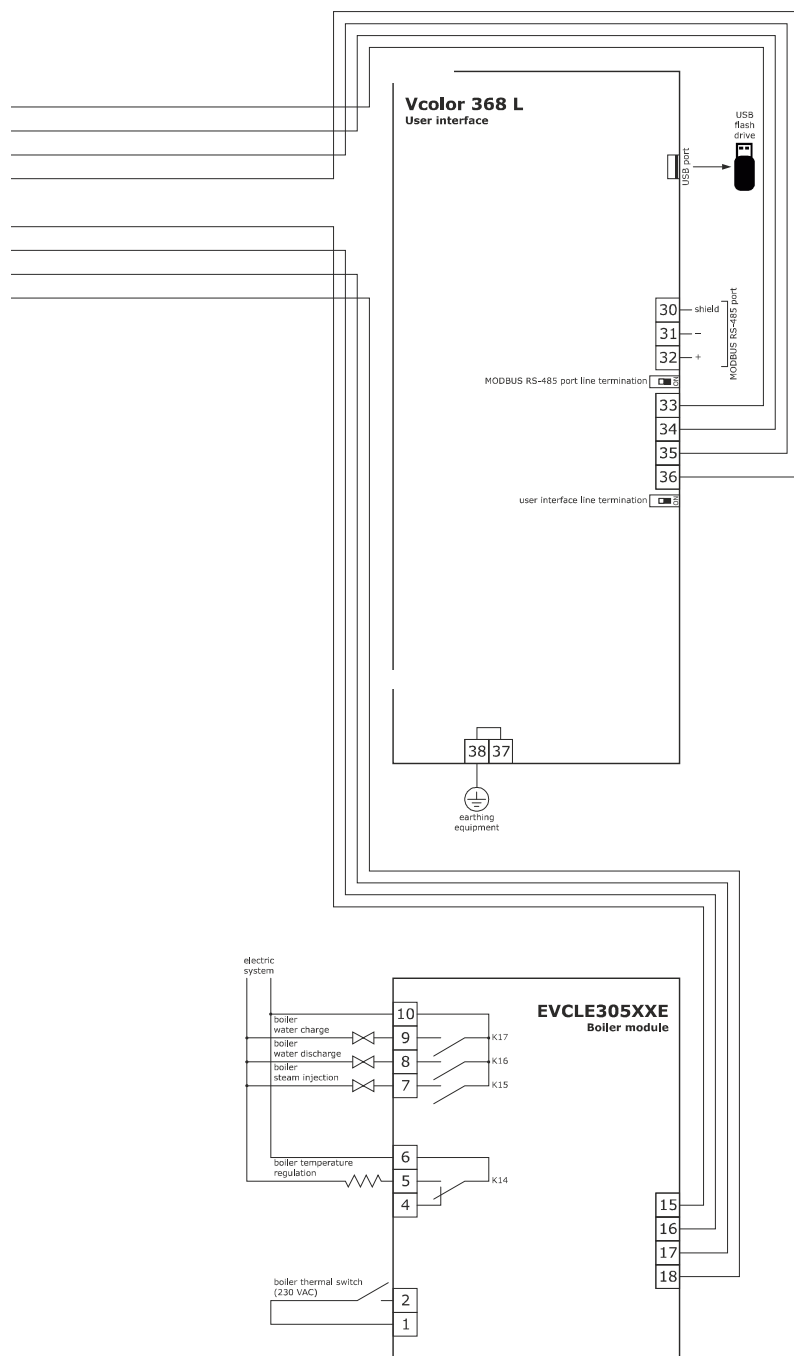 Vcolor 368 L
User interface
USB
flash
drive
USB port
30
shield
31
–
32
+
MODBUS RS-485 port
MODBUS RS-485 port line termination
ON
33
34
35
36
user interface line termination
ON
38 37
earthing
equipment
electric
system
EVCLE305XXE
Boiler module
10
boiler
water charge
9
K17
boiler
water discharge
8
K16
boiler
steam injection
7
K15
6
boiler temperature
regulation
5
K14
4
15
16
17
18
boiler thermal switch
(230 VAC)
2
1